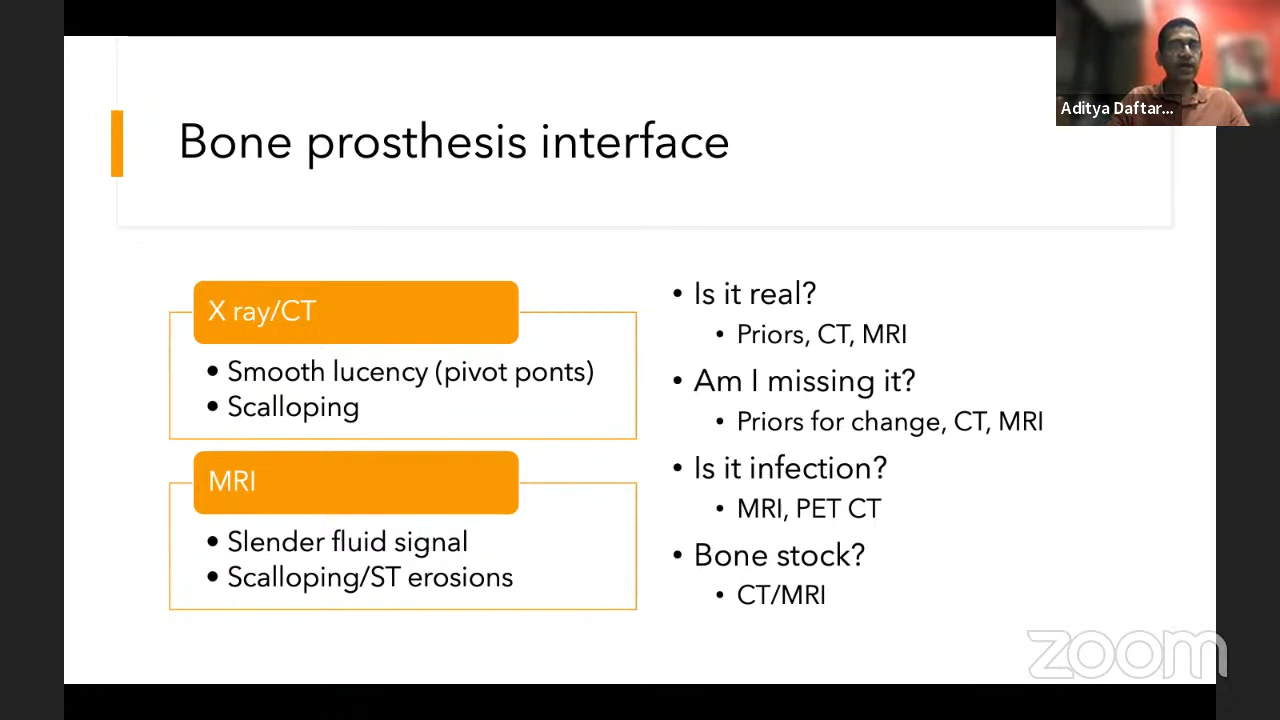 Aditya Daftar...
Bone prosthesis interface
X ray/CT
• Smooth lucency (pivot ponts)
• Scalloping
MRI
• Slender fluid signal
• Scalloping/ST erosions
• Is it real?
• Priors, CT, MRI
• Am I missing it?
• Priors for change, CT, MRI
• Is it infection?
• MRI, PET CT
• Bone stock?
• CT/MRI
zoom